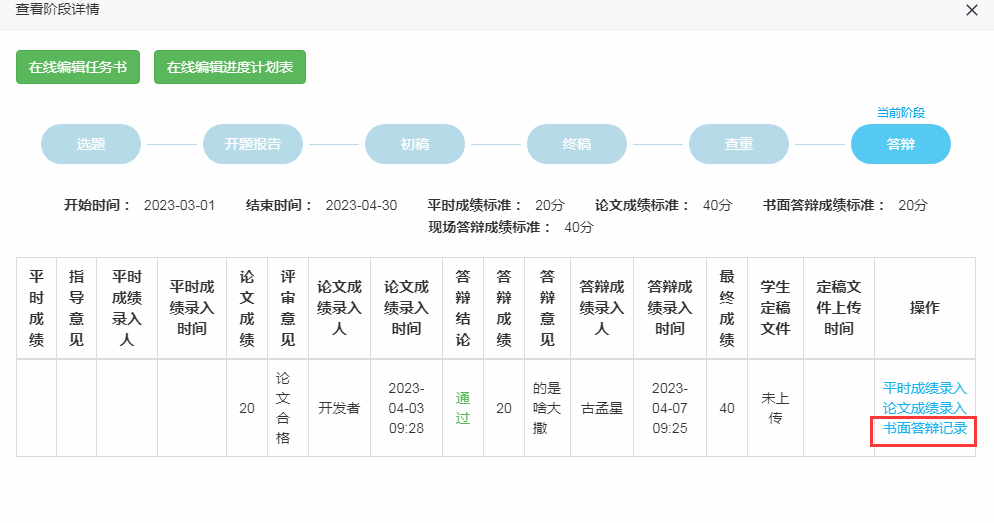 查看阶段详情
在线编辑任务书 在线编辑进度计划表
当前阶段
选题 开题报告 初稿 终稿 查重 答辩
开始时间： 2023-03-01 结束时间： 2023-04-30 平时成绩标准： 20分 论文成绩标准： 40分 书面答辩成绩标准： 20分
现场答辩成绩标准： 40分
平时成绩 指导意见 平时成绩录入人 平时成绩录入时间 论文成绩 评审意见 论文成绩录入人 论文成绩录入时间 答辩结论 答辩成绩 答辩意见 答辩成绩录入人 答辩成绩录入时间 最终成绩 学生定稿文件 定稿文件上传时间 操作
20 论文合格 开发者 2023-04-03 09:28 通过 20 的是啥大撒 古孟星 2023-04-07 09:25 40 未上传
平时成绩录入
论文成绩录入
书面答辩记录